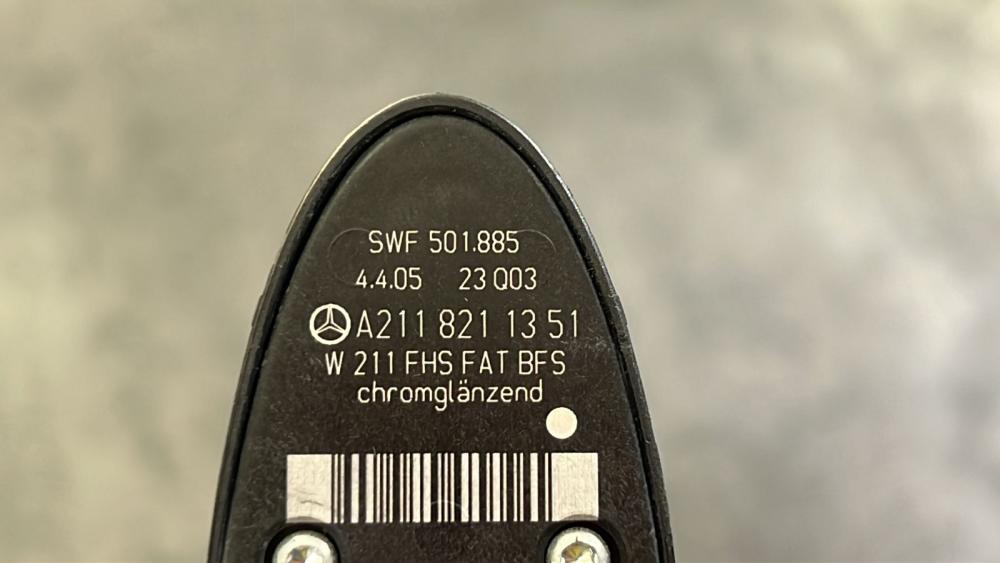 SWF 501.885
4.4.05 23 Q03
A211 821 13 51
W 211 FHS FAT BFS
chromglänzend